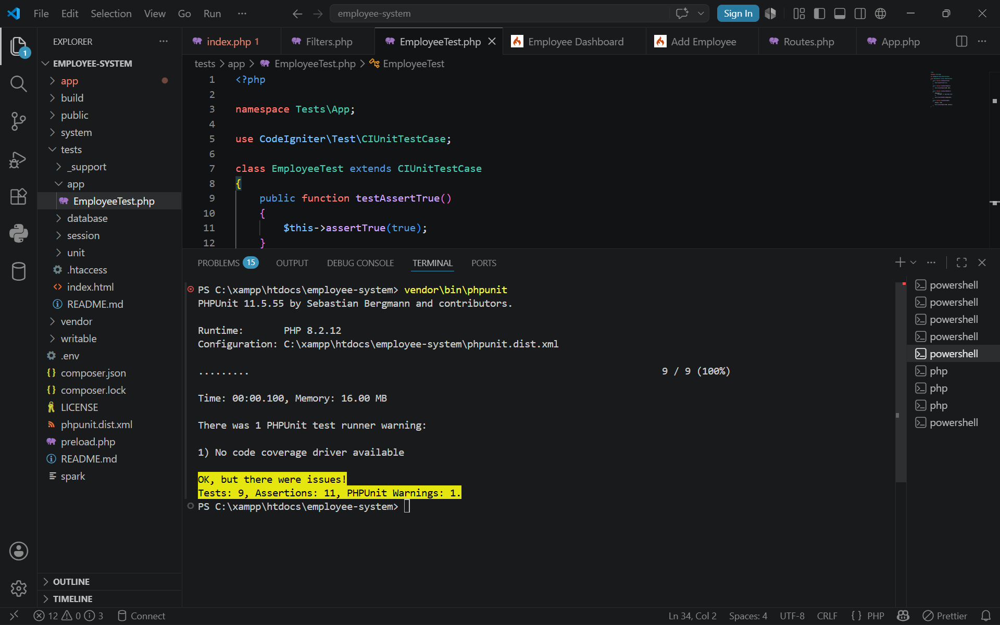 File Edit Selection View Go Run ···
employee-system
Sign In
EXPLORER
EMPLOYEE-SYSTEM
app
build
public
system
tests
_support
app
EmployeeTest.php
database
session
unit
.htaccess
index.html
README.md
vendor
writable
.env
composer.json
composer.lock
LICENSE
phpunit.dist.xml
preload.php
README.md
spark
OUTLINE
TIMELINE
1
index.php 1
Filters.php
EmployeeTest.php
Employee Dashboard
Add Employee
Routes.php
App.php
tests > app > EmployeeTest.php > EmployeeTest
1 <?php
2
3 namespace Tests\App;
4
5 use CodeIgniter\Test\CIUnitTestCase;
6
7 class EmployeeTest extends CIUnitTestCase
8 {
9 public function testAssertTrue()
10 {
11 $this->assertTrue(true);
12 }
PROBLEMS 15 OUTPUT DEBUG CONSOLE TERMINAL PORTS
PS C:\xampp\htdocs\employee-system> vendor\bin\phpunit
PHPUnit 11.5.55 by Sebastian Bergmann and contributors.
Runtime: PHP 8.2.12
Configuration: C:\xampp\htdocs\employee-system\phpunit.dist.xml
......... 9 / 9 (100%)
Time: 00:00.100, Memory: 16.00 MB
There was 1 PHPUnit test runner warning:
1) No code coverage driver available
OK, but there were issues!
Tests: 9, Assertions: 11, PHPUnit Warnings: 1.
PS C:\xampp\htdocs\employee-system>
powershell
powershell
powershell
powershell
powershell
php
php
php
powershell
12 0 3 Connect
Ln 34, Col 2 Spaces: 4 UTF-8 CRLF { } PHP Prettier